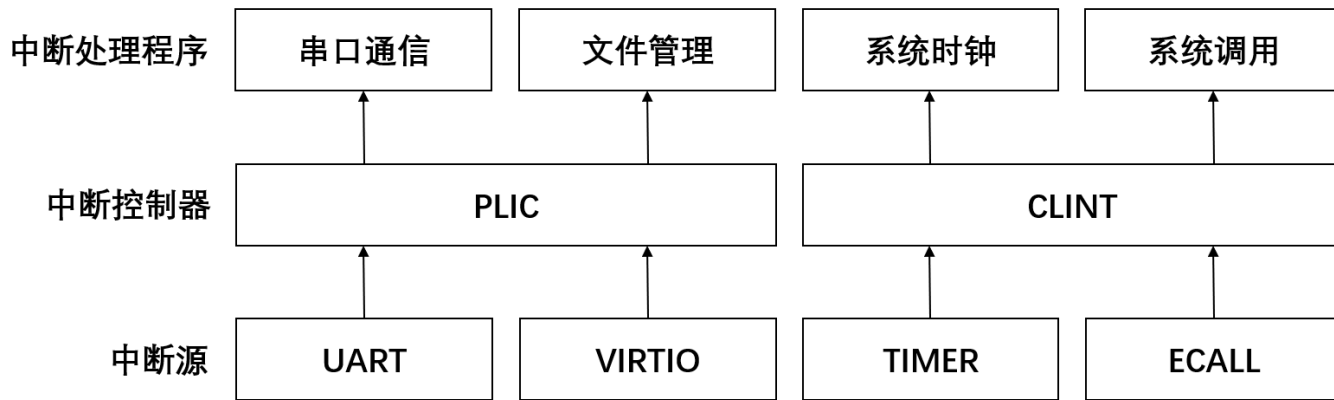 中断处理程序 串口通信 文件管理 系统时钟 系统调用
中断控制器 PLIC CLINT
中断源 UART VIRTIO TIMER ECALL